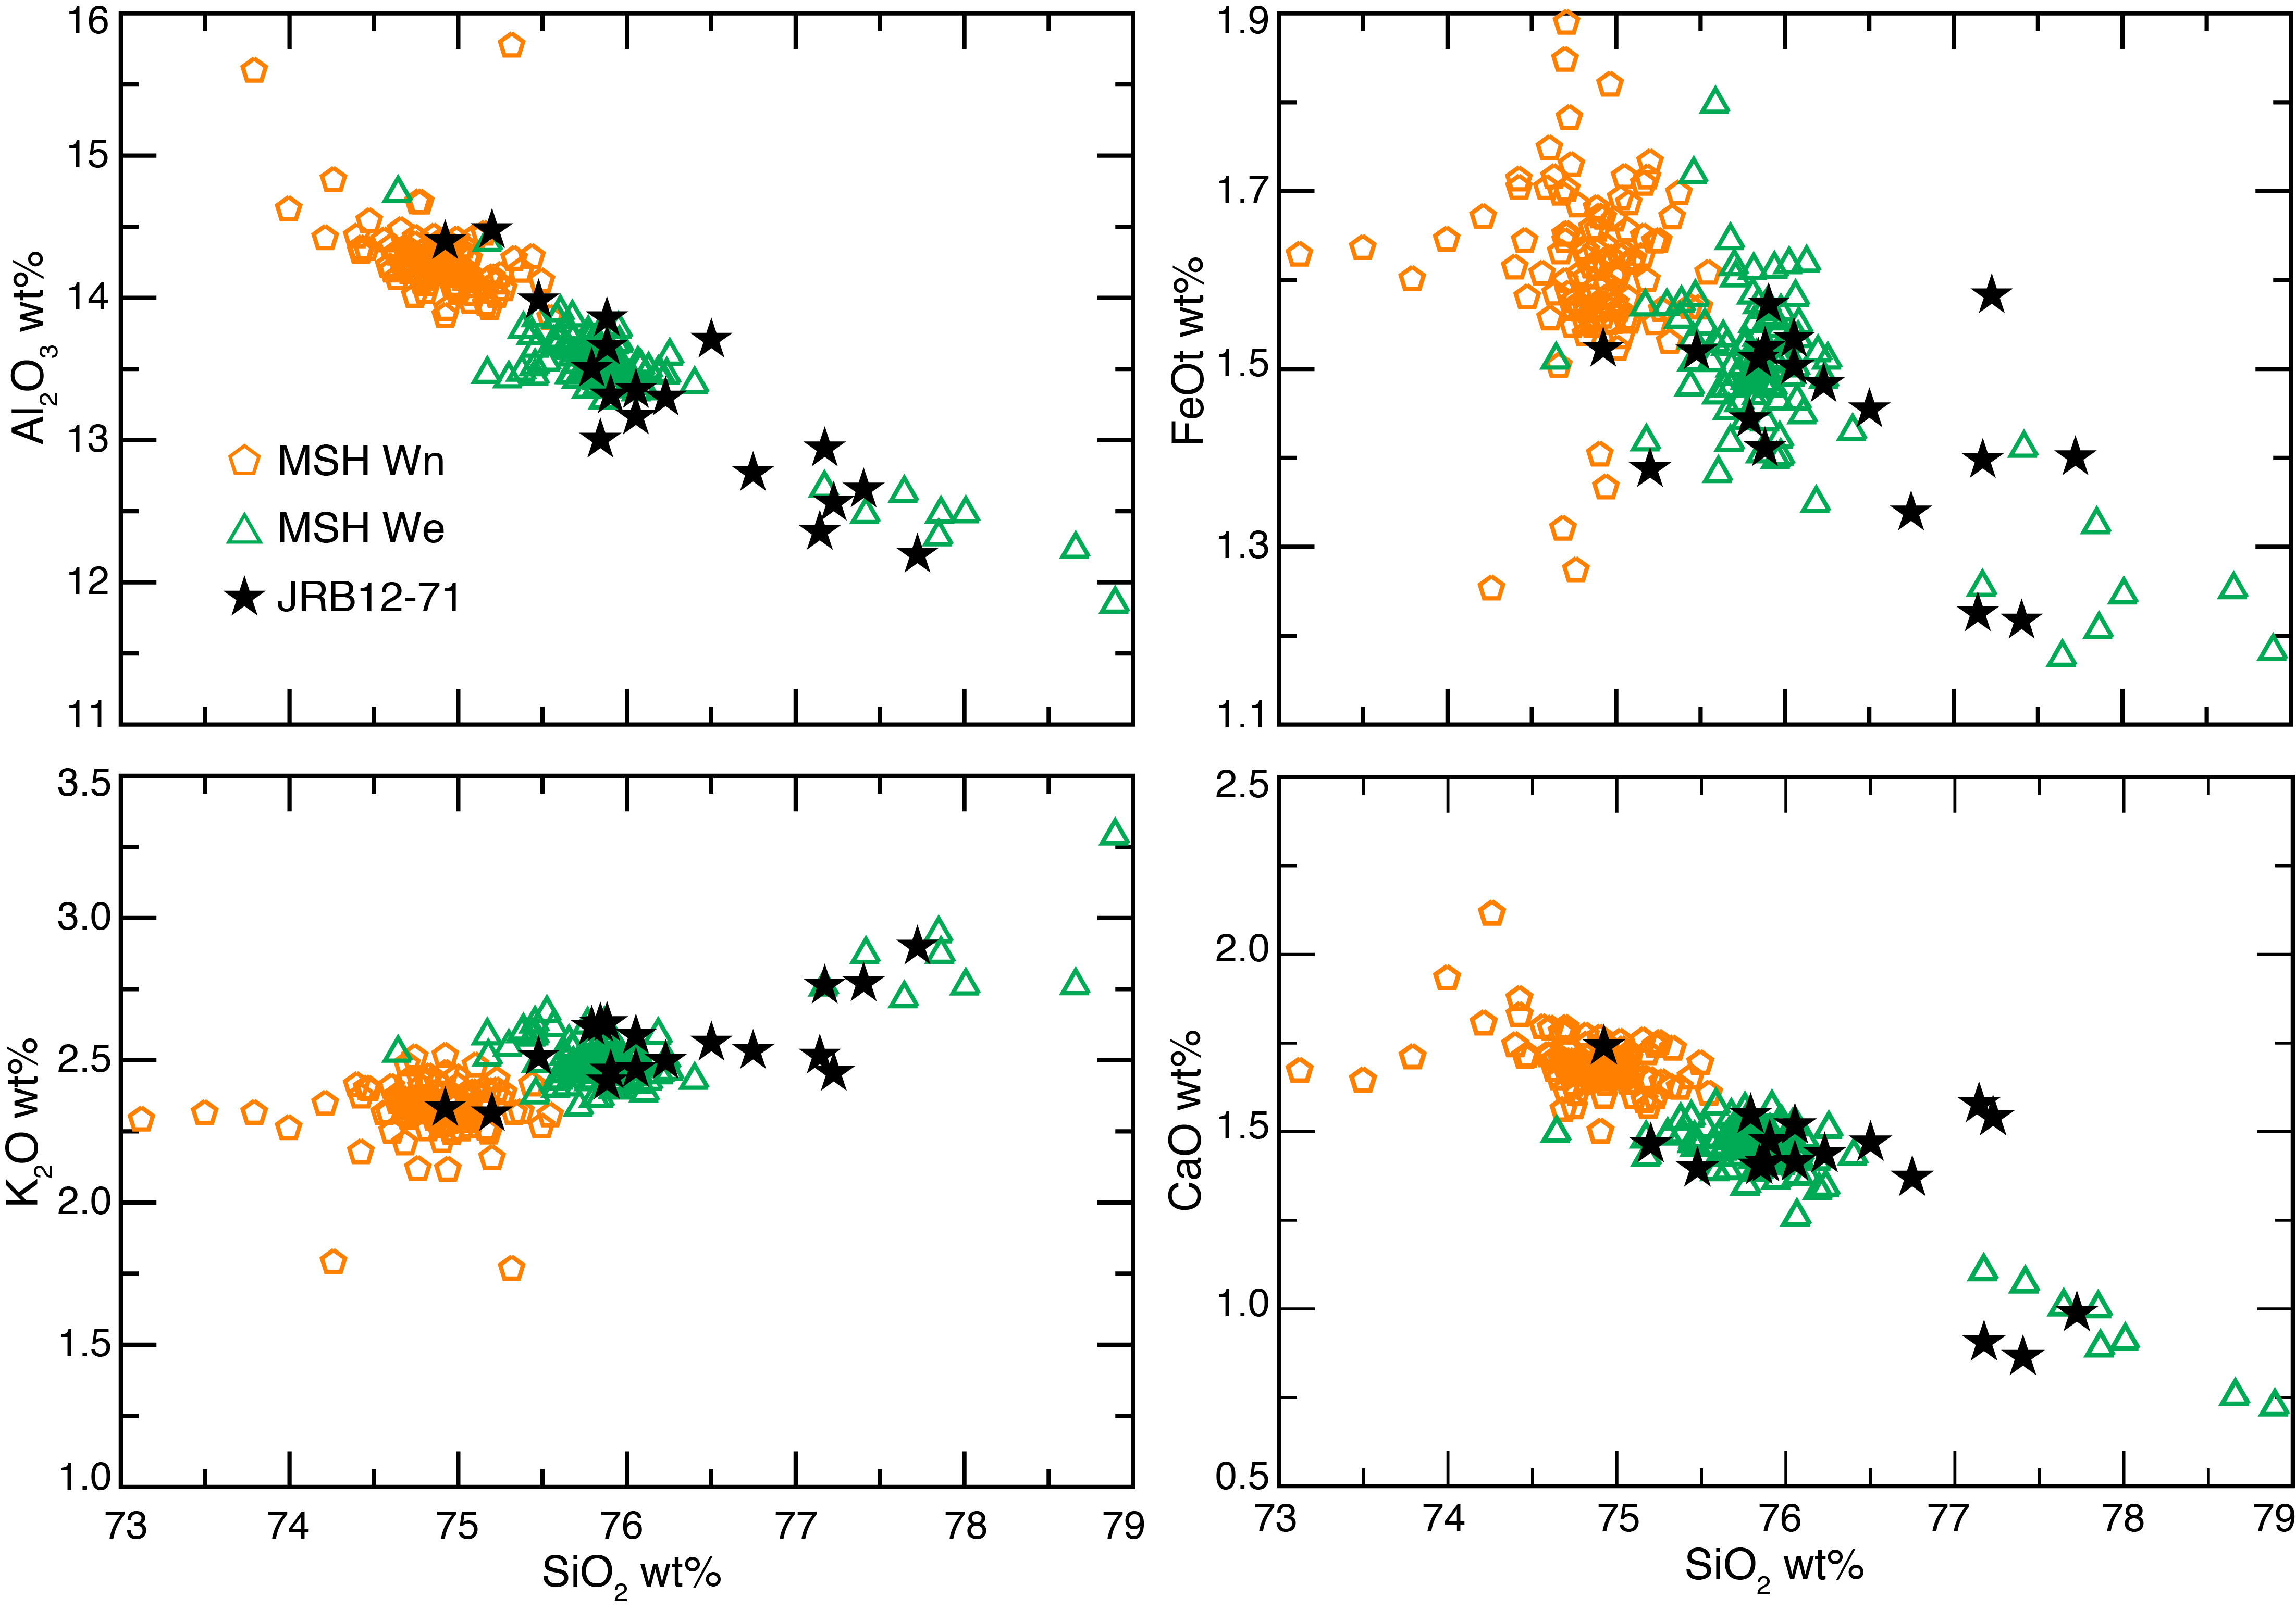 16
15
14
13
12
11
Al2O3 wt%
MSH Wn
MSH We
JRB12-71
1.9
1.7
1.5
1.3
1.1
FeOt wt%
3.5
3.0
2.5
2.0
1.5
1.0
K2O wt%
73 74 75 76 77 78 79
SiO2 wt%
2.5
2.0
1.5
1.0
0.5
CaO wt%
73 74 75 76 77 78 79
SiO2 wt%